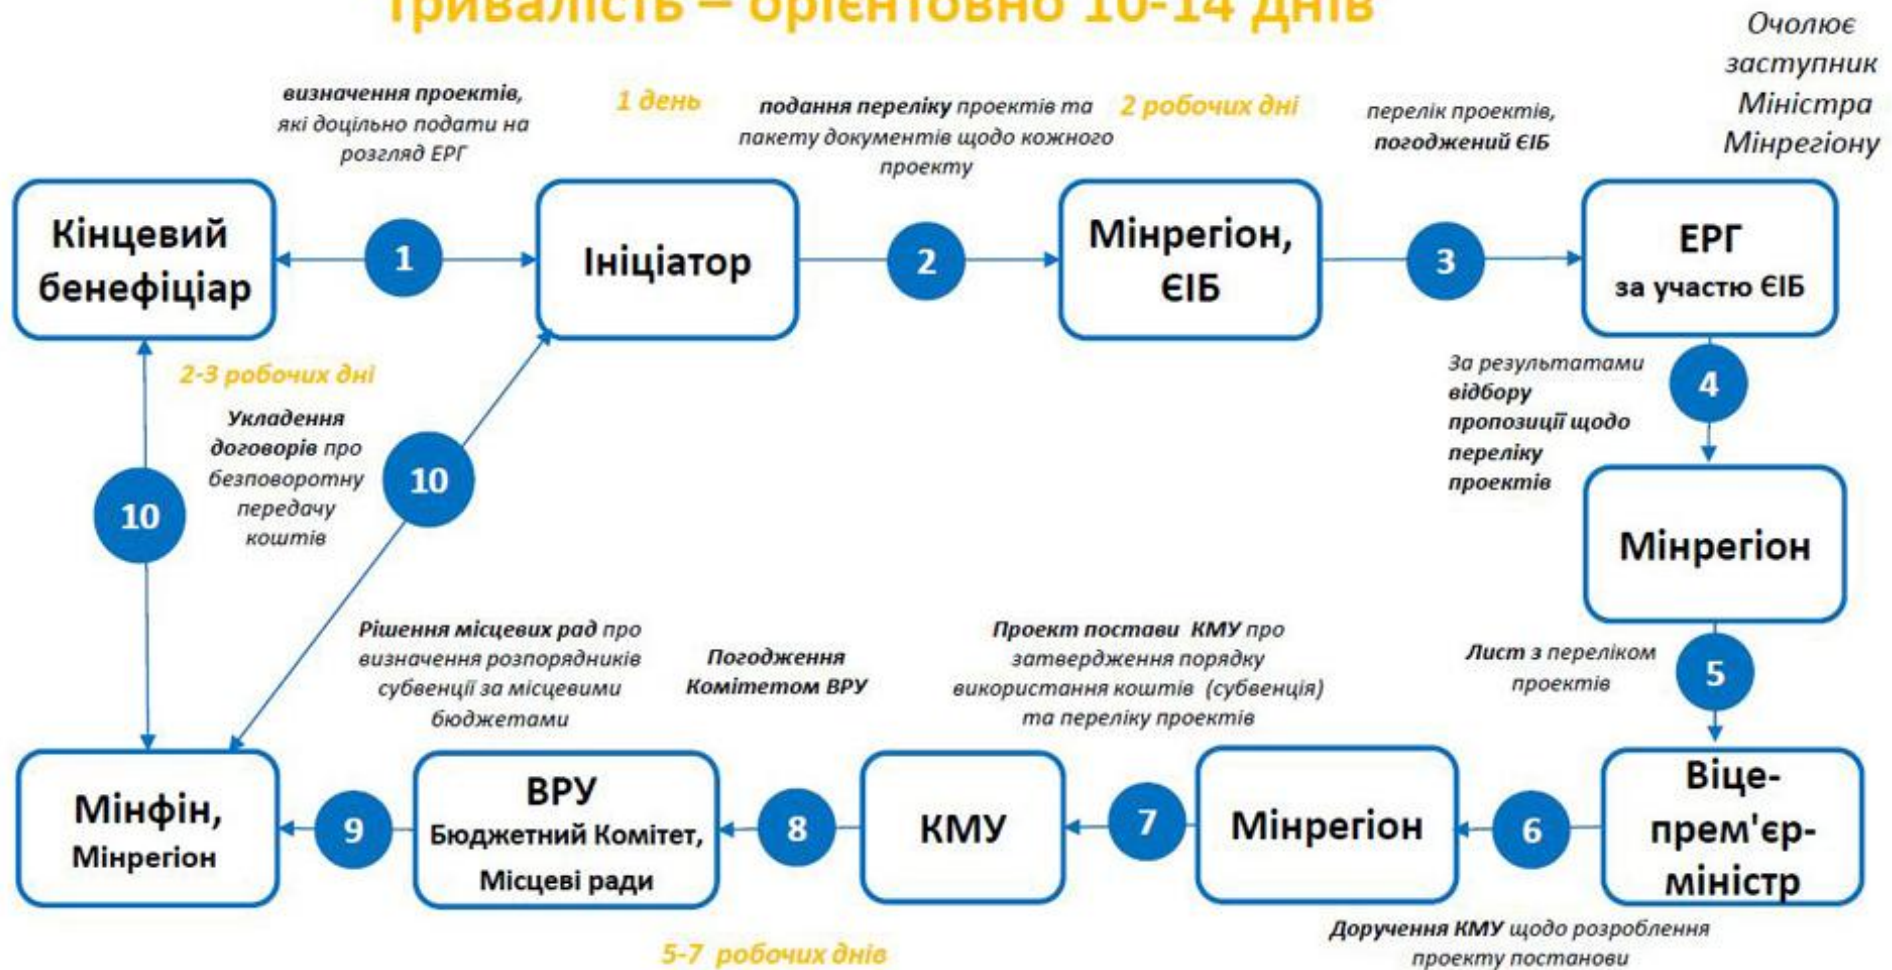 Тривалість – орієнтовно 10-14 днів
Очолює
заступник
Міністра
Мінрегіону
визначення проектів,
які доцільно подати на
розгляд ЕРГ
1 день
подання переліку проектів та
пакету документів щодо кожного
проекту
2 робочих дні
перелік проектів,
погоджений ЄІБ
Кінцевий
бенефіціар
1
Ініціатор
2
Мінрегіон,
ЄІБ
3
ЕРГ
за участю ЄІБ
2-3 робочих дні
Укладення
договорів про
безповоротну
передачу
коштів
10
10
За результатами
відбору
пропозиції щодо
переліку
проектів
4
Мінрегіон
Лист з переліком
проектів
5
Рішення місцевих рад про
визначення розпорядників
субвенції за місцевими
бюджетами
Погодження
Комітетом ВРУ
Проект постави КМУ про
затвердження порядку
використання коштів (субвенція)
та переліку проектів
Мінфін,
Мінрегіон
9
ВРУ
Бюджетний Комітет,
Місцеві ради
8
КМУ
7
Мінрегіон
6
Віце-
прем'єр-
міністр
5-7 робочих днів
Доручення КМУ щодо розроблення
проекту постанови